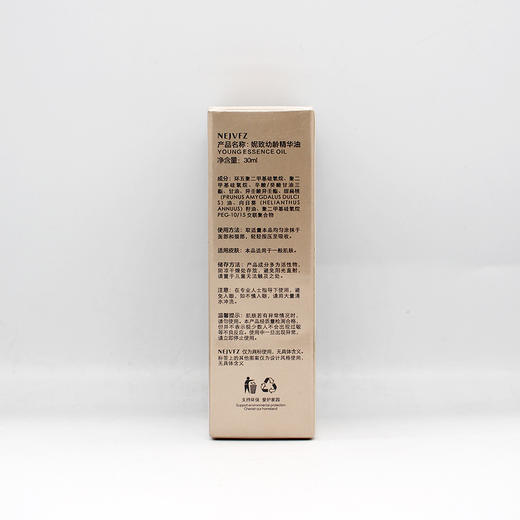 NEJVFZ
产品名称：妮致幼龄精华油
YOUNG ESSENCE OIL
净含量：30ml
成分：环五聚二甲基硅氧烷、聚二
甲基硅氧烷、辛酸/癸酸甘油三
酯、甘油、异壬酸异壬酯、甜扁桃
(PRUNUS AMYGDALUS DULCI
S) 油、向日葵 (HELIANTHUS
ANNUUS) 籽油、聚二甲基硅氧烷
PEG-10/15交联聚合物
使用方法：取适量本品均匀涂抹于
面部和颈部，轻轻按压至吸收。
适用皮肤：本品适用于一般肌肤。
储存方法：产品成分多为活性物，
阴凉干燥处存放，避免阳光直射，
请置于儿童无法触及之处。
注意：在专业人士指导下使用，避
免入眼，如不慎入眼，请用大量清
水冲洗。
温馨提示：肌肤若有异常情况时，
请勿使用。本产品经质量检测合格，
但并不表示极少数人不会出现过敏
等不良反应。使用中一旦出现异常，
请立即停止使用。
NEJVFZ 仅为商标使用，无具体含义。
标签上的其他图案仅为设计风格使用，
无具体含义
支持环保 爱护家园
Support environmental protection
Cherish our homeland